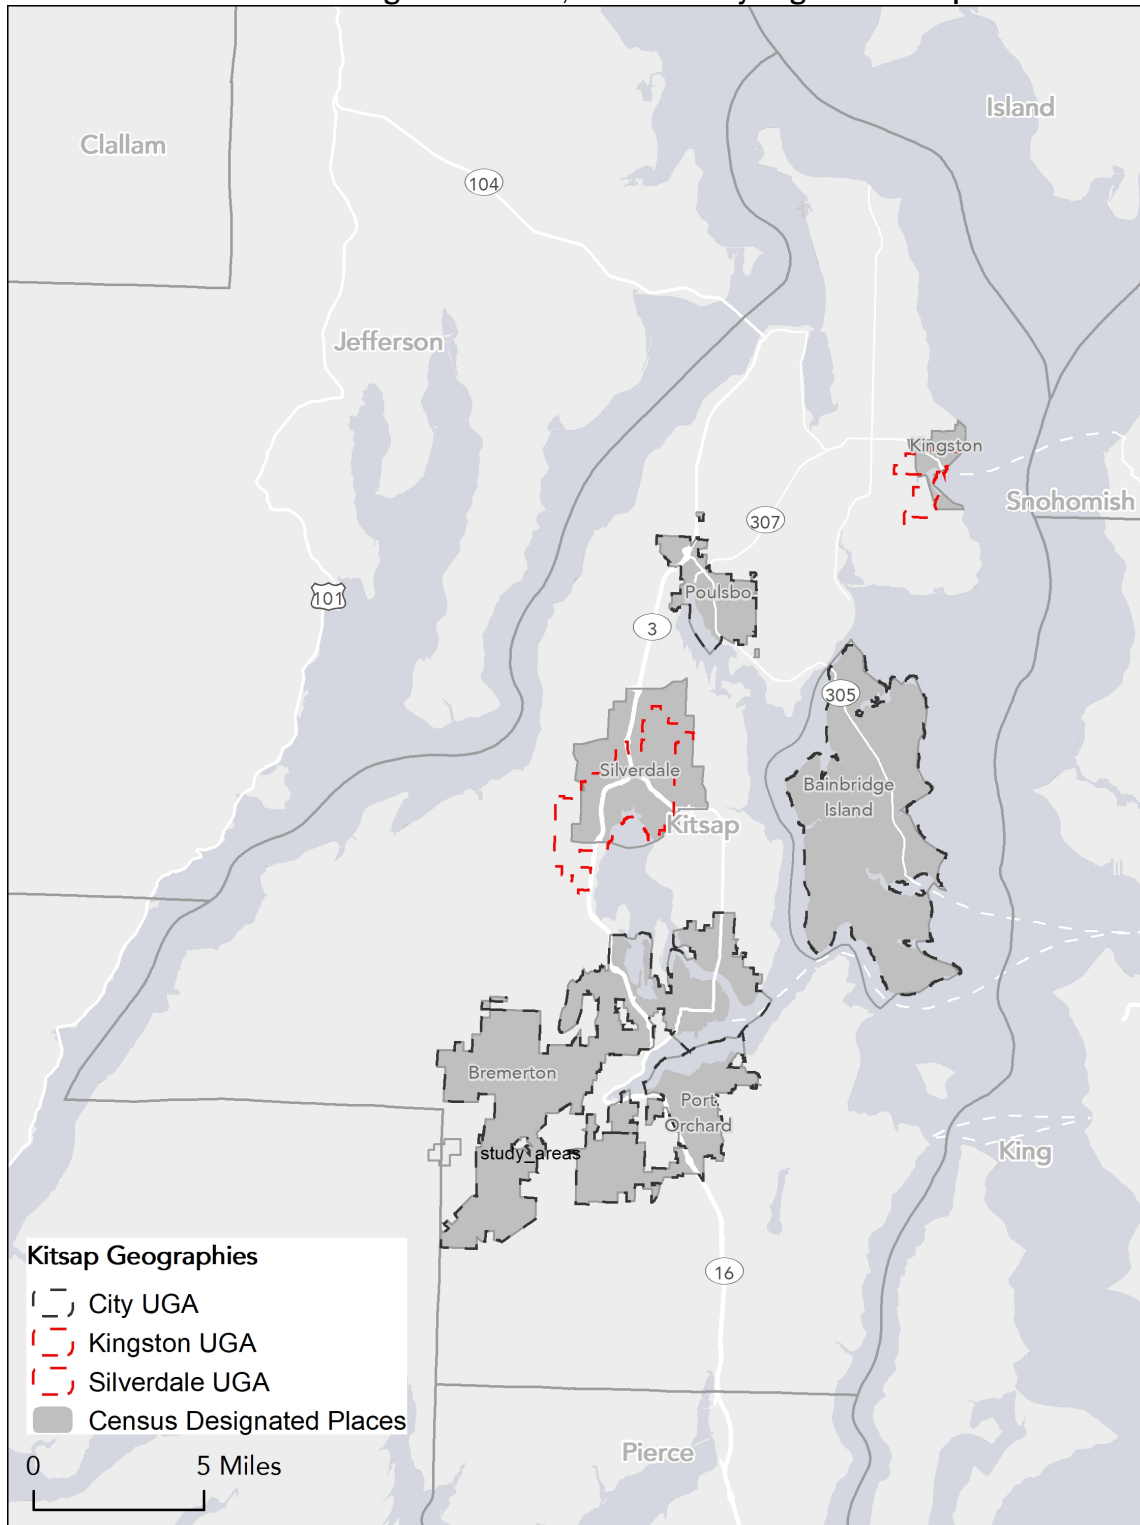 Island
Clallam
104
Jefferson
Kingston
Snohomish
307
101
Poulsbo
3
305
Silverdale
Bainbridge
Island
Kitsap
Bremerton
Port
Orchard
study_areas
King
Kitsap Geographies
16
City UGA
Kingston UGA
Silverdale UGA
Census Designated Places
Pierce
0 5 Miles